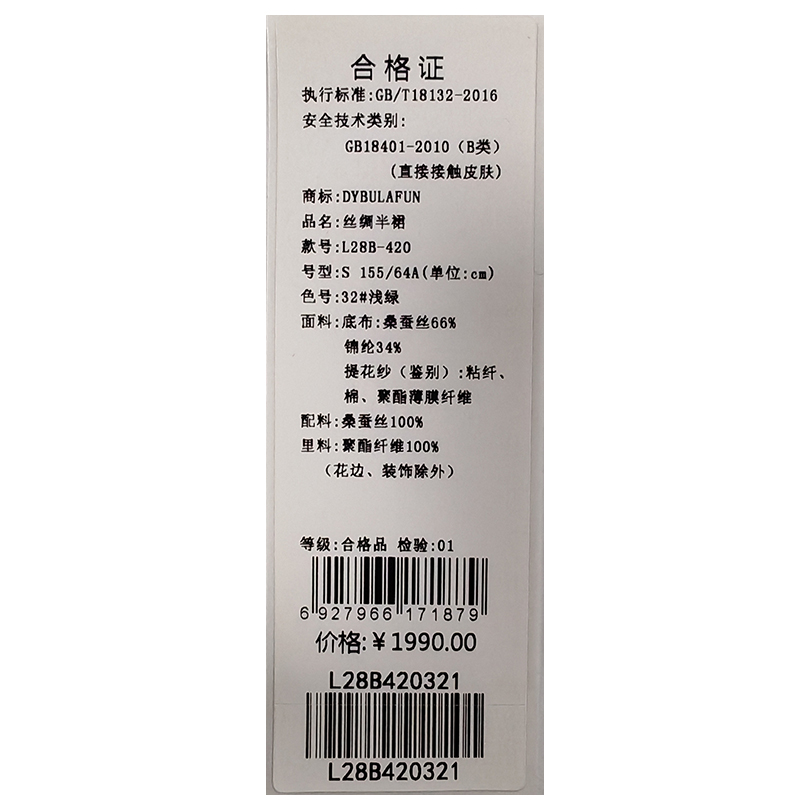 合格证
执行标准:GB/T18132-2016
安全技术类别:
GB18401-2010（B类）
(直接接触皮肤)
商标:DYBULAFUN
品名:丝绸半裙
款号:L28B-420
号型:S 155/64A(单位:cm)
色号:32#浅绿
面料:底布:桑蚕丝66%
锦纶34%
提花纱（鉴别）:粘纤、
棉、聚酯薄膜纤维
配料:桑蚕丝100%
里料:聚酯纤维100%
（花边、装饰除外）
等级:合格品 检验:01
6 927966 171879
价格:￥1990.00
L28B420321
L28B420321